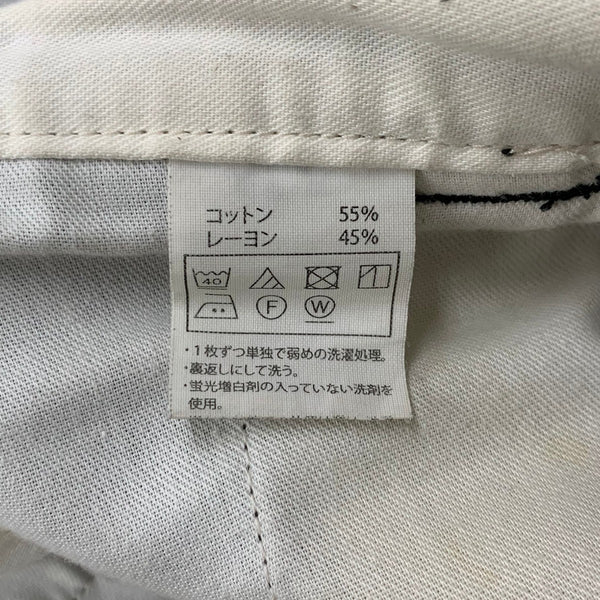 コットン 55%
レーヨン 45%
40
F W
・1枚ずつ単独で弱めの洗濯処理。
・裏返しにして洗う。
・蛍光増白剤の入っていない洗剤を
使用。